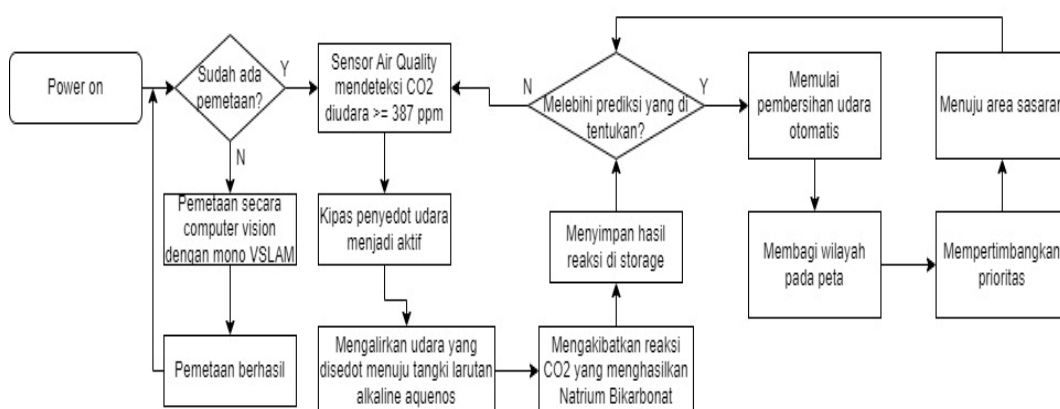 Power on
Sudah ada
pemetaan?
Y
N
Pemetaan secara
computer vision
dengan mono VSLAM
Pemetaan berhasil
Sensor Air Quality
mendeteksi CO2
diudara >= 387 ppm
Kipas penyedot udara
menjadi aktif
Mengalirkan udara yang
disedot menuju tangki larutan
alkaline aquenos
Mengakibatkan reaksi
CO2 yang menghasilkan
Natrium Bikarbonat
Menyimpan hasil
reaksi di storage
N
Melebihi prediksi yang di
tentukan?
Y
Memulai
pembersihan udara
otomatis
Membagi wilayah
pada peta
Mempertimbangkan
prioritas
Menuju area sasaran